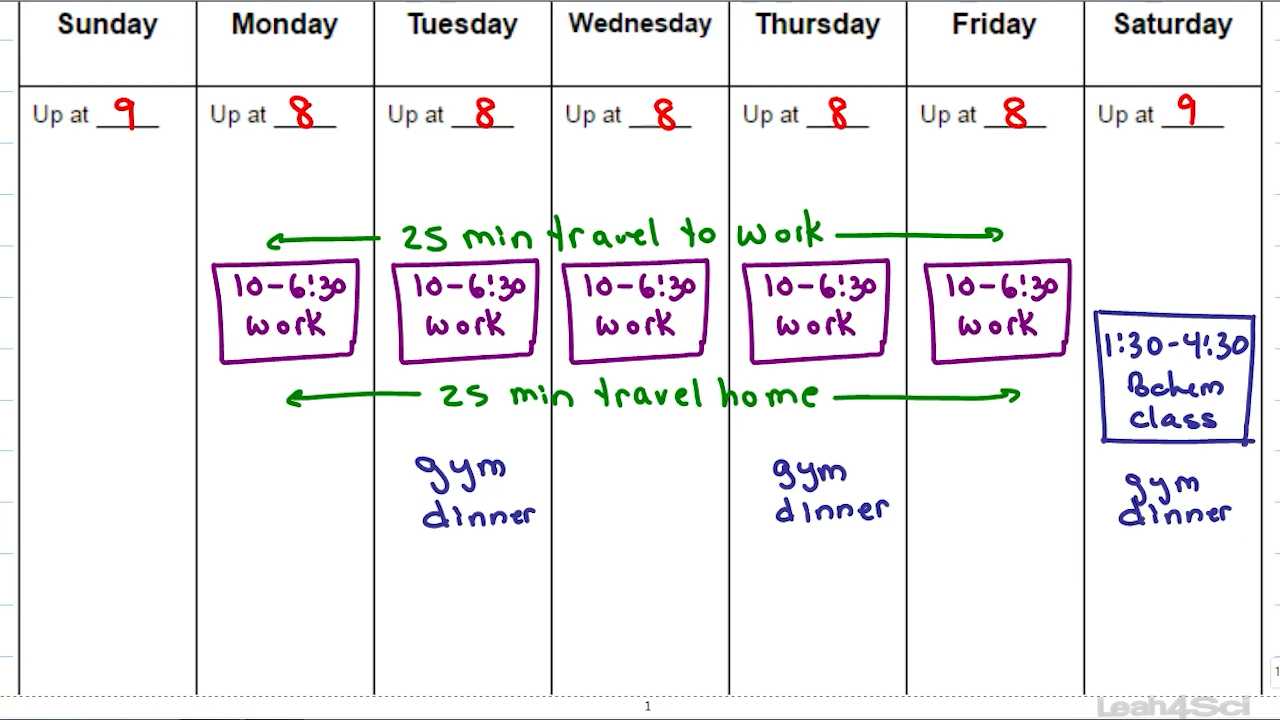 Sunday Monday Tuesday Wednesday Thursday Friday Saturday
Up at 9 Up at 8 Up at 8 Up at 8 Up at 8 Up at 8 Up at 9
25 min travel to work
10-6:30 10-6:30 10-6:30 10-6:30 10-6:30
work work work work work
1:30-4:30
Bochem
class
25 min travel home
gym gym gym
dinner dinner dinner
1
1
Leah4Sci